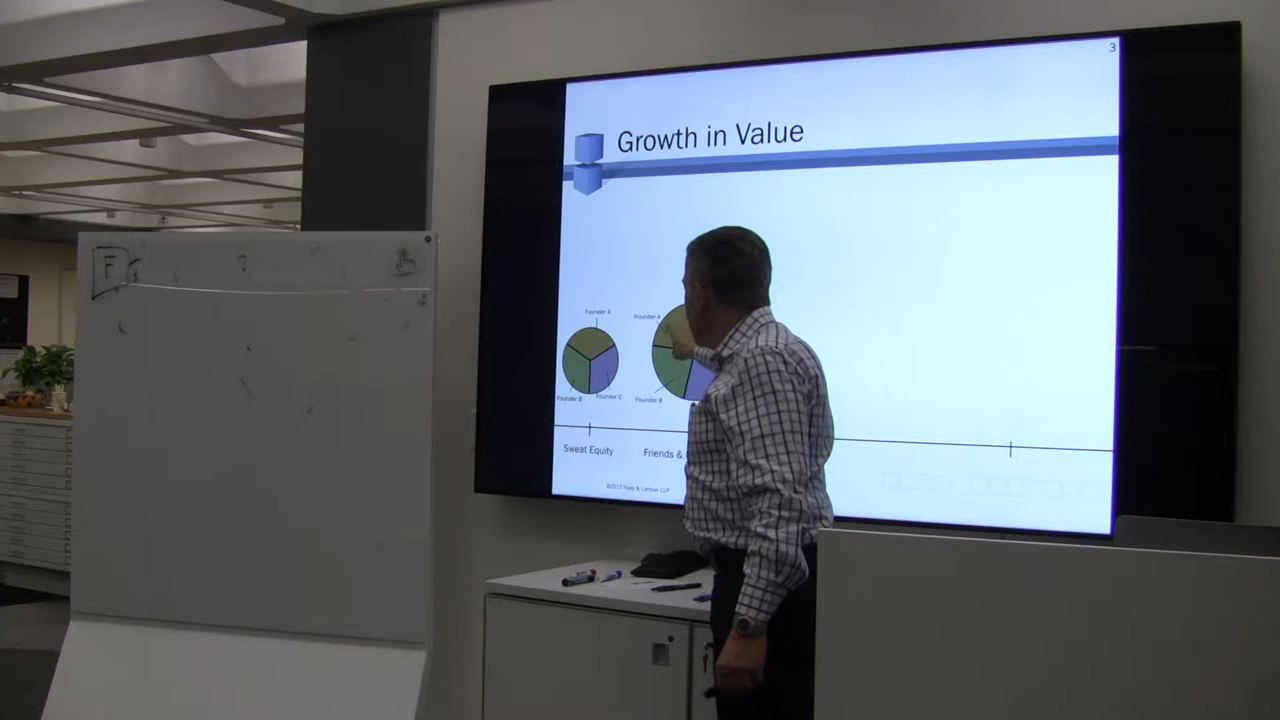 3
Growth in Value
F
?
Founder A
Founder B
Founder C
Founder A
Founder B
Sweat Equity
Friends &
©2015 Foley & Lardner LLP